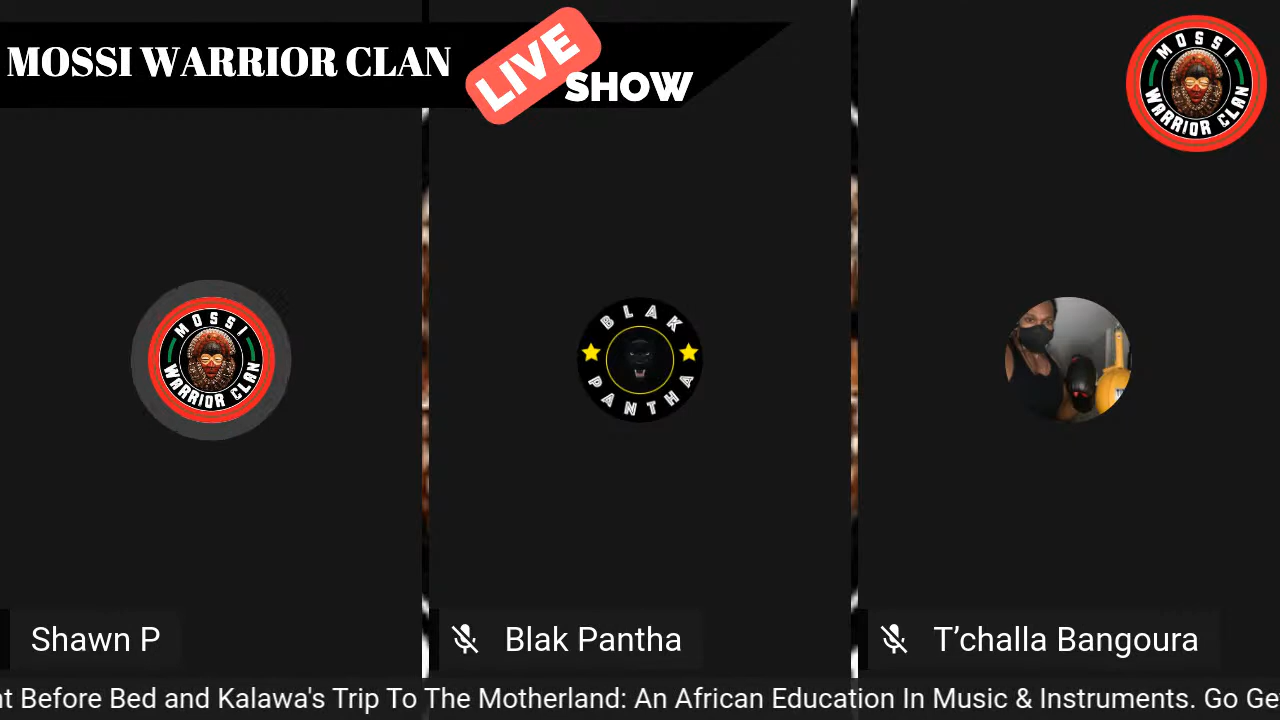 MOSSI WARRIOR CLAN
LIVE
SHOW
MOSSI
WARRIOR CLAN
MOSSI
WARRIOR CLAN
BLAK
PANTHA
Shawn P
Blak Pantha
T’challa Bangoura
Before Bed and Kalawa's Trip To The Motherland: An African Education In Music & Instruments. Go